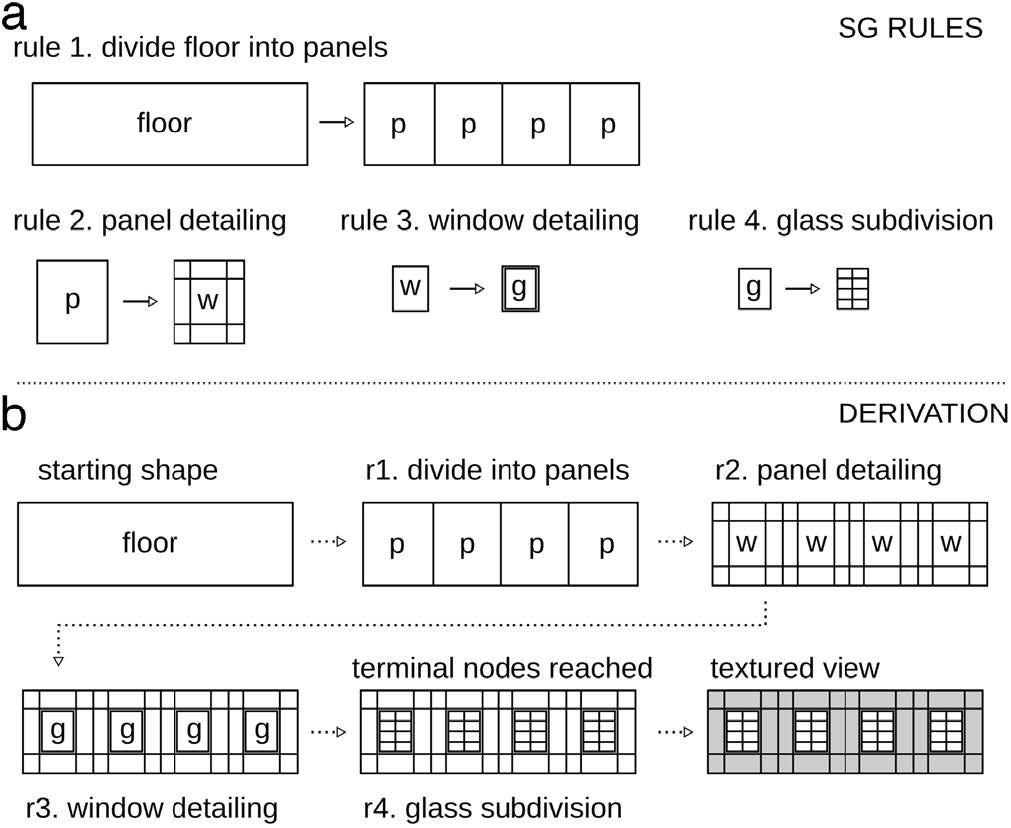 a
SG RULES
rule 1. divide floor into panels
floor
p p p p
rule 2. panel detailing
rule 3. window detailing
rule 4. glass subdivision
p
w
w
g
g
b
DERIVATION
starting shape
r1. divide into panels
r2. panel detailing
floor
p p p p
w w w w
terminal nodes reached
textured view
g g g g
r3. window detailing
r4. glass subdivision